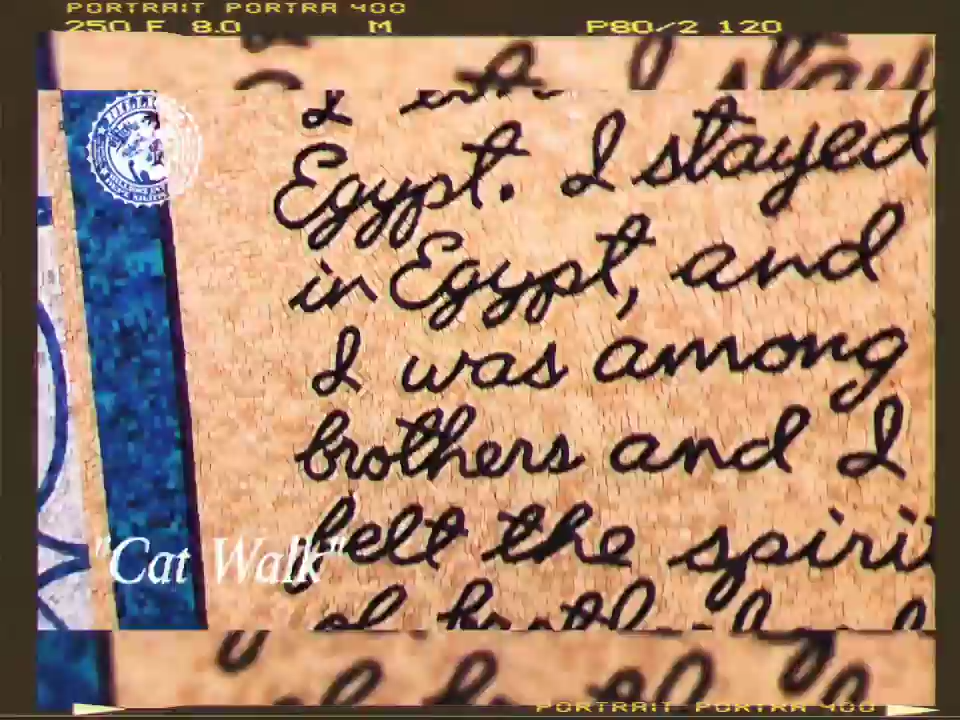 PORTRAIT PORTRA 400
250 F 8.0 M P80/2 120
Egypt. I stayed
in Egypt, and
I was among
brothers and I
felt the spiri
"Cat Walk"
PORTRAIT PORTRA 400